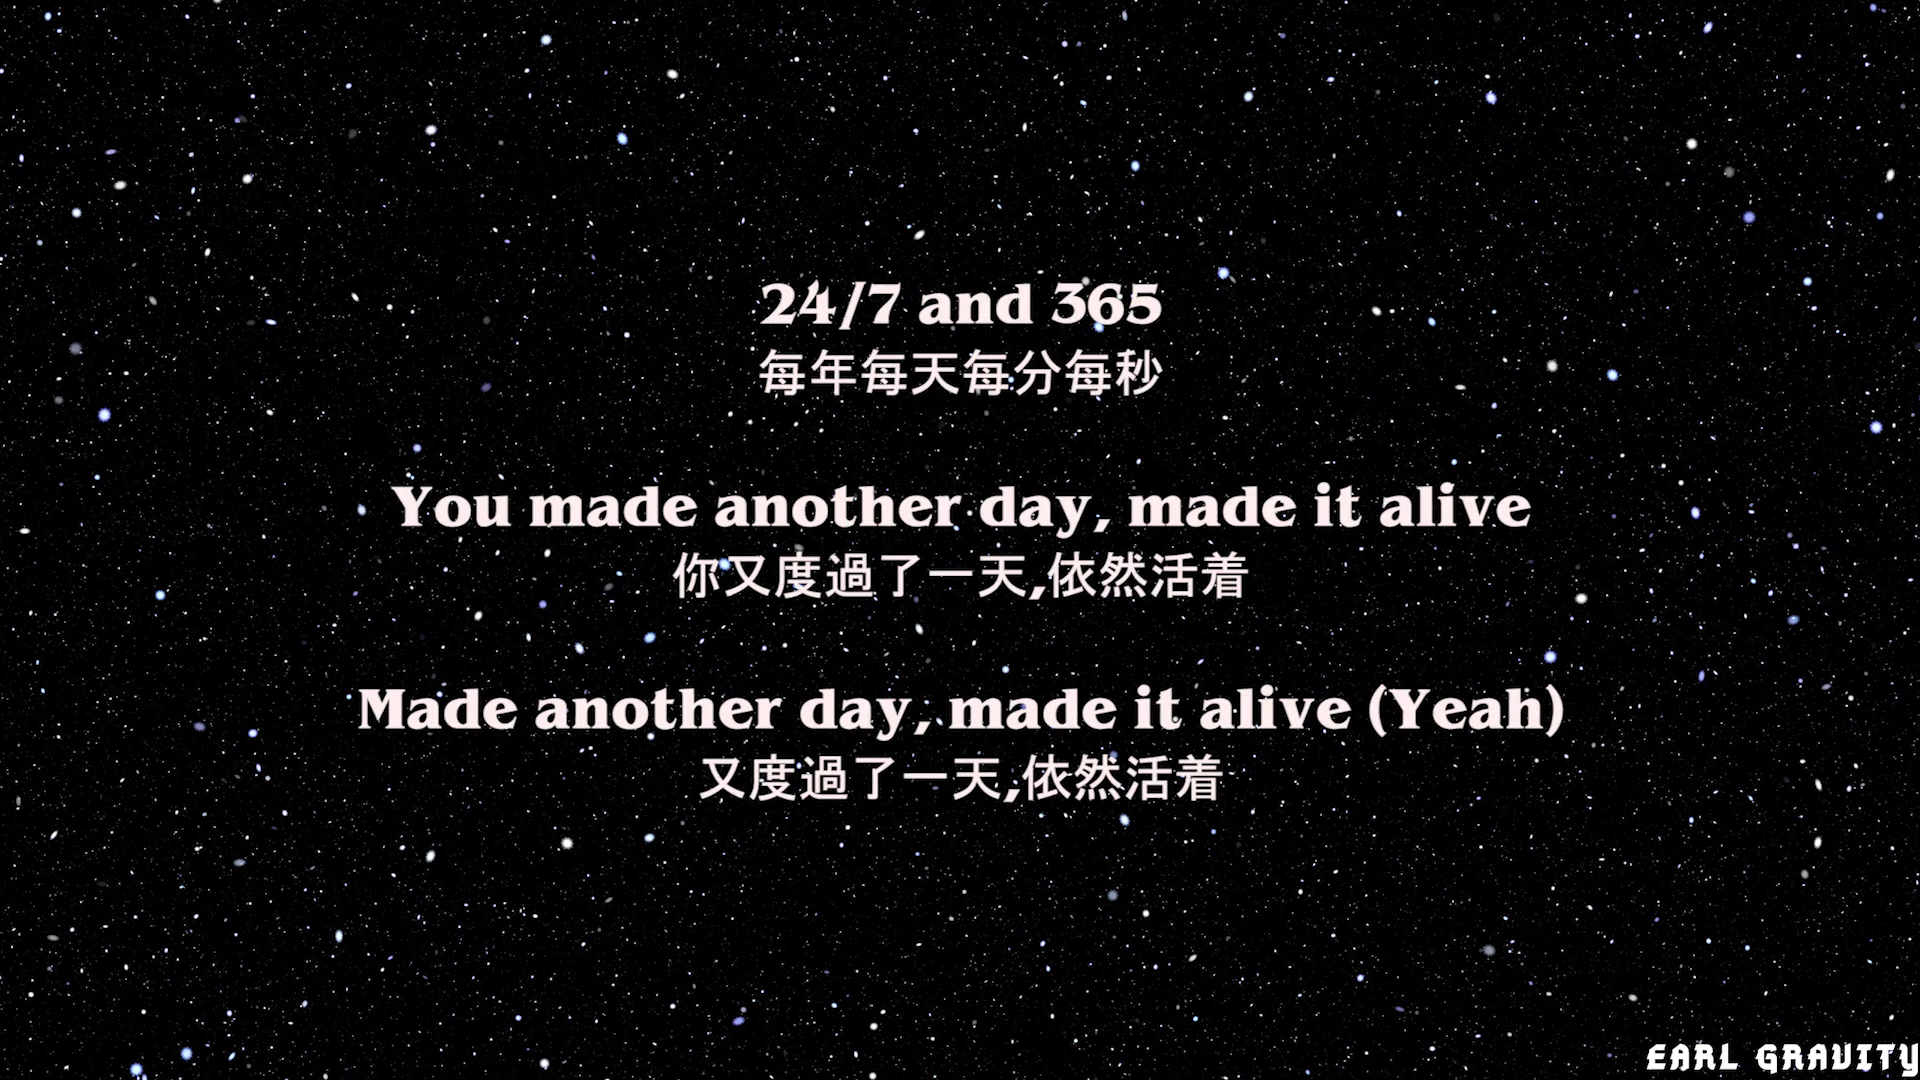 24/7 and 365
每年每天每分每秒
You made another day, made it alive
你又度過了一天,依然活着
Made another day, made it alive (Yeah)
又度過了一天,依然活着
EARL GRAVITY